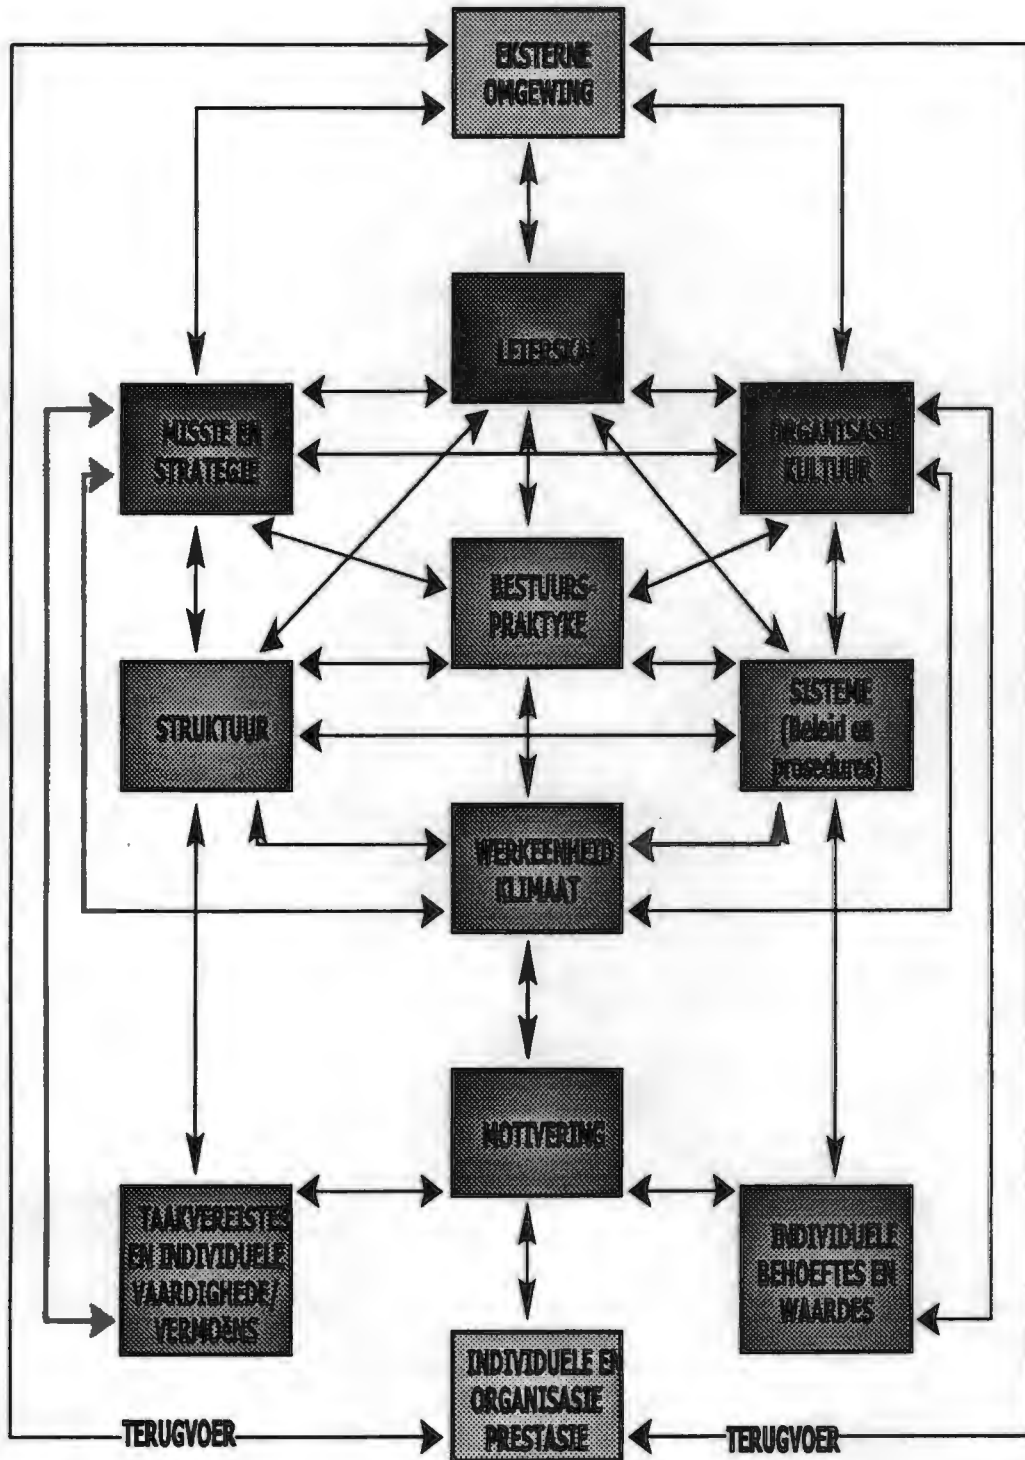 EKSTERNE
OMGEWING
LEIERSKAP
MISSIE EN
STRATEGIE
ORGANISASIE
KULTUUR
BESTUURS-
PRAKTYKE
STRUKTUUR
SISTEME
(Beleid en
prosedures)
WERKEENHEID
KLIMAAT
MOTIVERING
TAAKVEREISTES
EN INDIVIDUELE
VAARDIGHEDE/
VERMOëNS
INDIVIDUELE
BEHOEFTES EN
WAARDES
INDIVIDUELE EN
ORGANISASIE
PRESTASIE
TERUGVOER
TERUGVOER